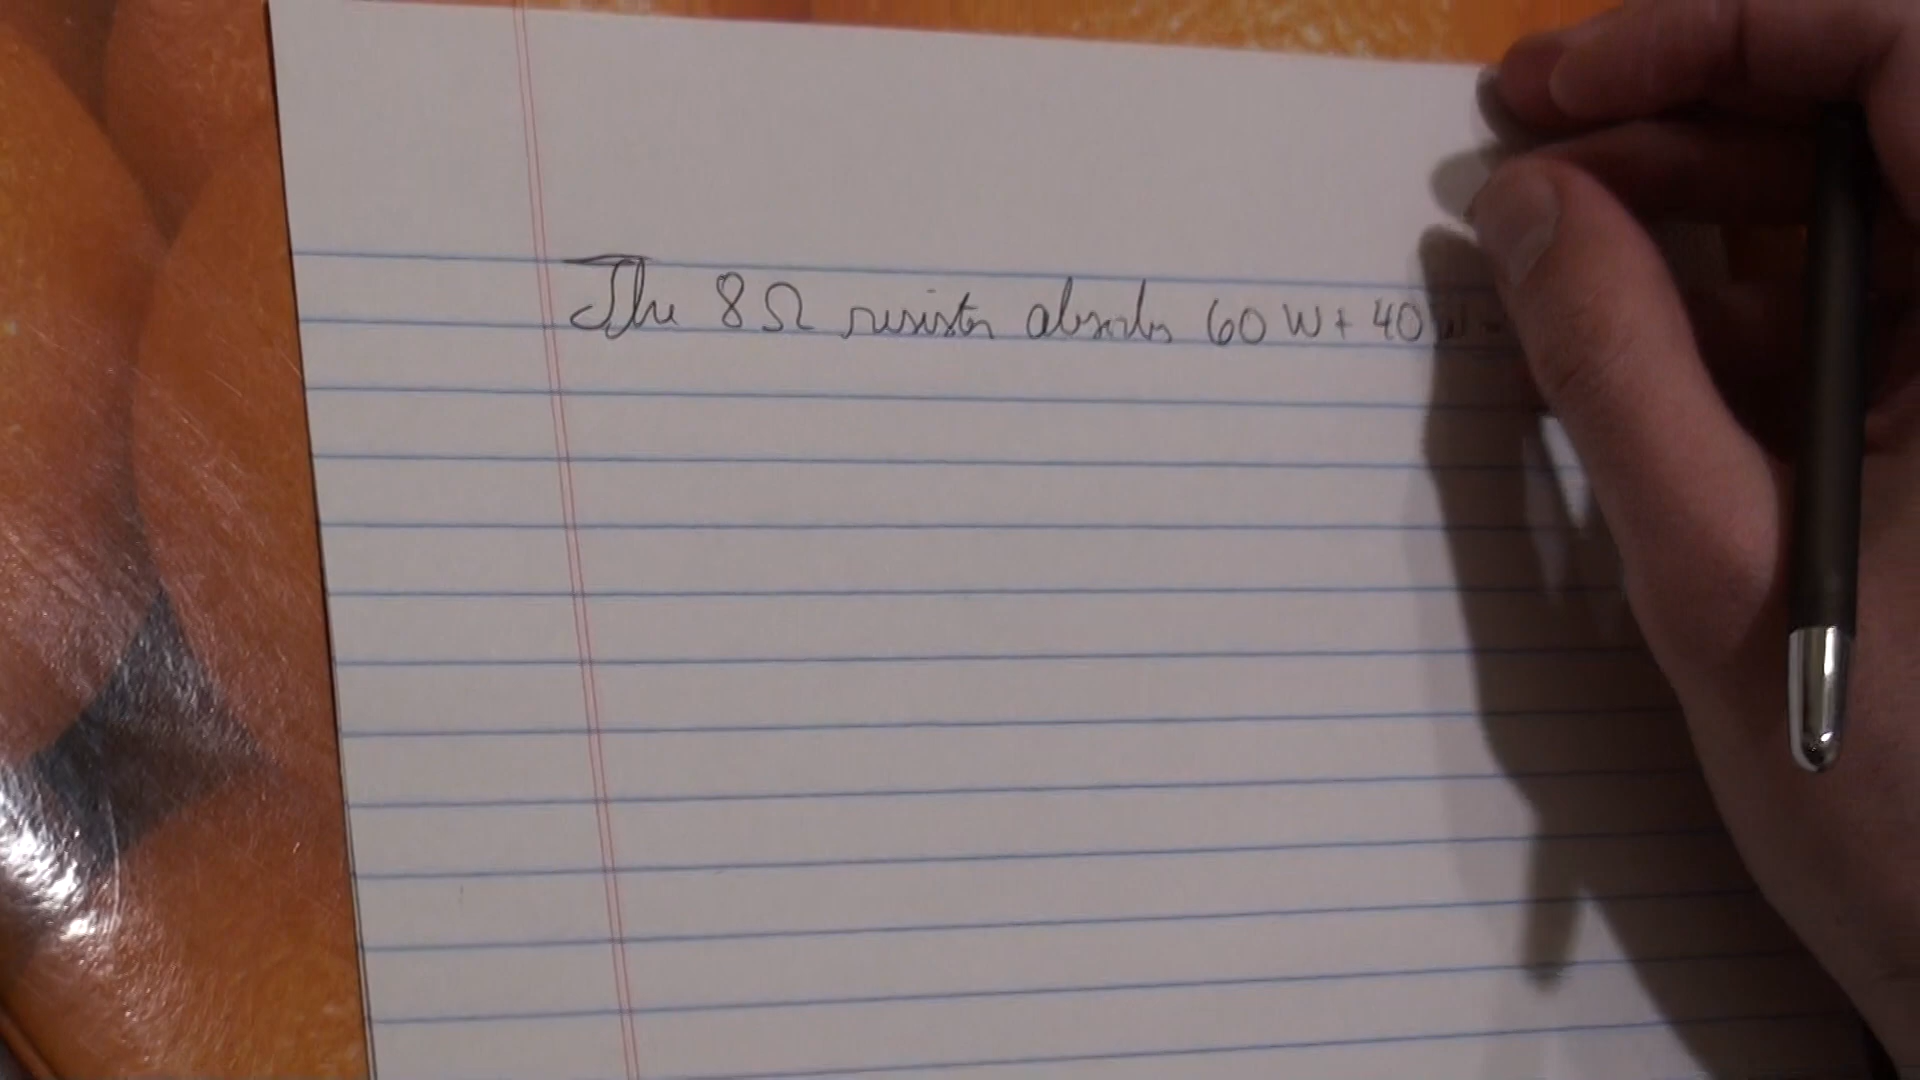 The 8 Ω resistor absorbs 60 W + 40 W -